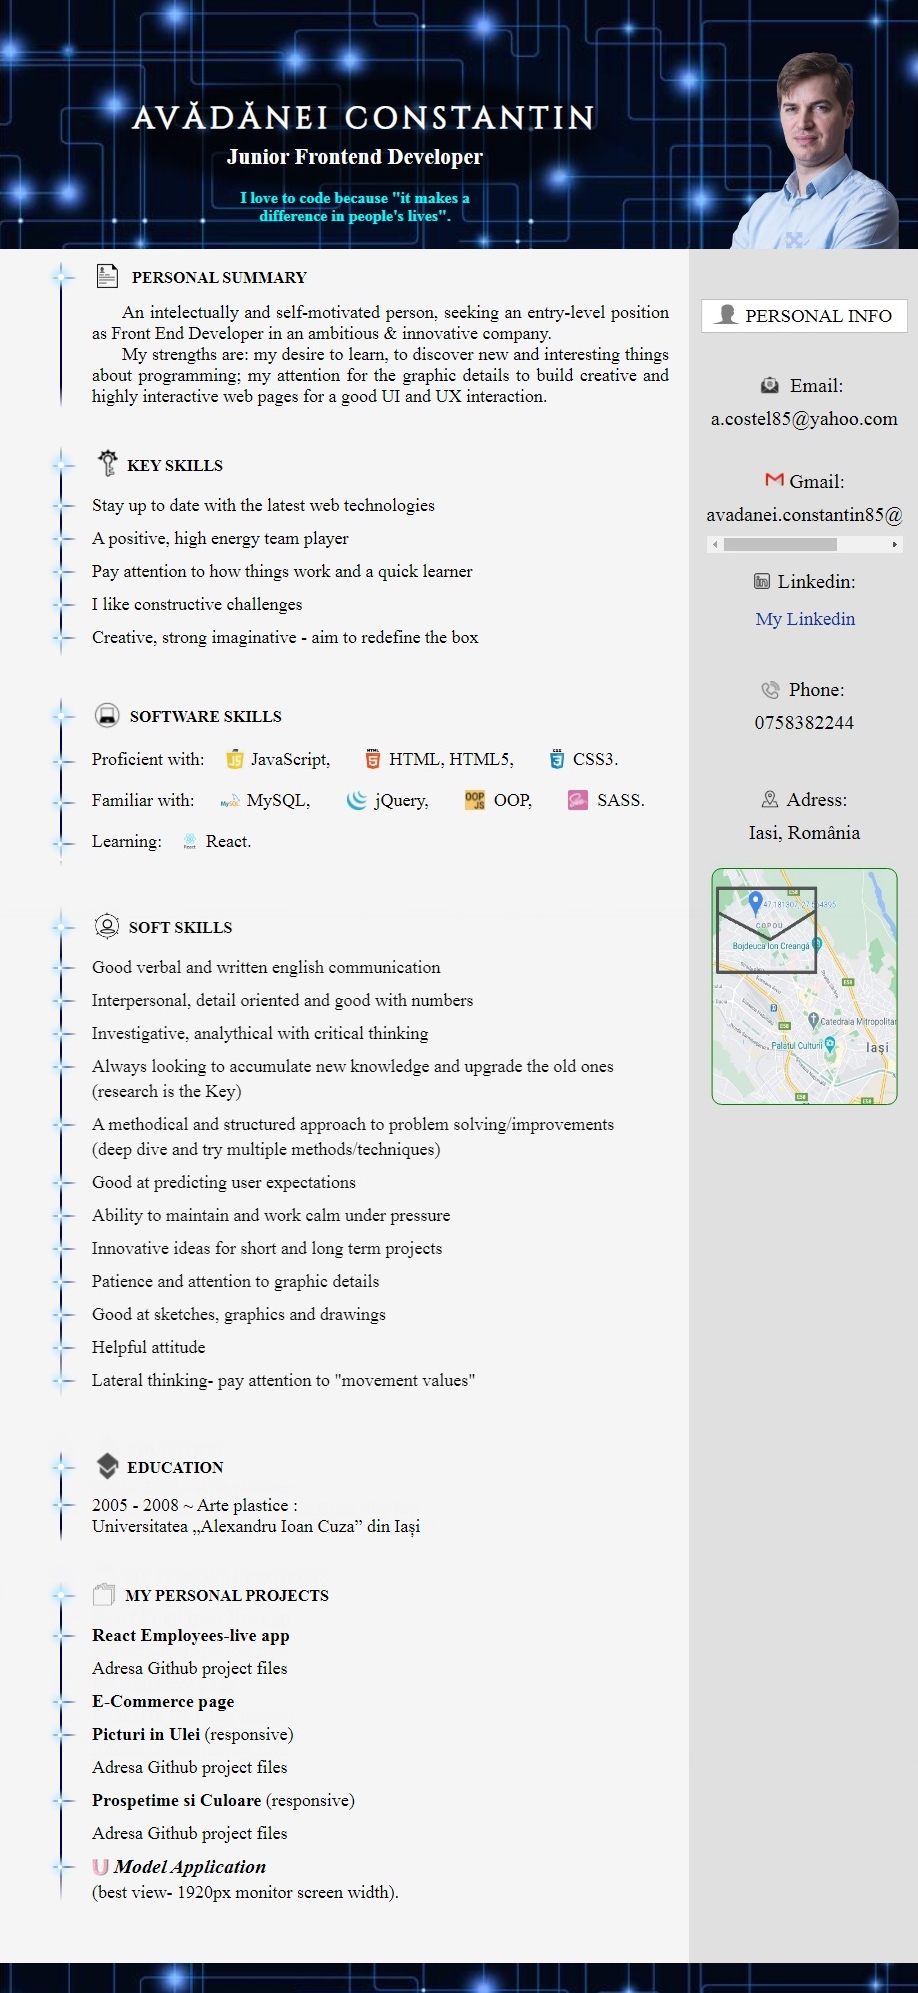 AVĂDĂNEI CONSTANTIN
Junior Frontend Developer
I love to code because "it makes a
difference in people's lives".
PERSONAL SUMMARY
An intelectually and self-motivated person, seeking an entry-level position
as Front End Developer in an ambitious & innovative company.
My strengths are: my desire to learn, to discover new and interesting things
about programming; my attention for the graphic details to build creative and
highly interactive web pages for a good UI and UX interaction.
KEY SKILLS
Stay up to date with the latest web technologies
A positive, high energy team player
Pay attention to how things work and a quick learner
I like constructive challenges
Creative, strong imaginative - aim to redefine the box
SOFTWARE SKILLS
Proficient with: JavaScript, HTML, HTML5, CSS3.
Familiar with: MySQL, jQuery, OOP, SASS.
Learning: React.
SOFT SKILLS
Good verbal and written english communication
Interpersonal, detail oriented and good with numbers
Investigative, analythical with critical thinking
Always looking to accumulate new knowledge and upgrade the old ones
(research is the Key)
A methodical and structured approach to problem solving/improvements
(deep dive and try multiple methods/techniques)
Good at predicting user expectations
Ability to maintain and work calm under pressure
Innovative ideas for short and long term projects
Patience and attention to graphic details
Good at sketches, graphics and drawings
Helpful attitude
Lateral thinking- pay attention to "movement values"
EDUCATION
2005 - 2008 ~ Arte plastice :
Universitatea „Alexandru Ioan Cuza” din Iași
MY PERSONAL PROJECTS
React Employees-live app
Adresa Github project files
E-Commerce page
Picturi in Ulei (responsive)
Adresa Github project files
Prospetime si Culoare (responsive)
Adresa Github project files
U Model Application
(best view- 1920px monitor screen width).
PERSONAL INFO
Email:
a.costel85@yahoo.com
Gmail:
avadanei.constantin85@
Linkedin:
My Linkedin
Phone:
0758382244
Adress:
Iasi, România
E58
COPOU
Bojdeuca Ion Creangă
E58
E58
Catedrala Mitropolitan
E58
Palatul Culturii
Iași
E58
E58